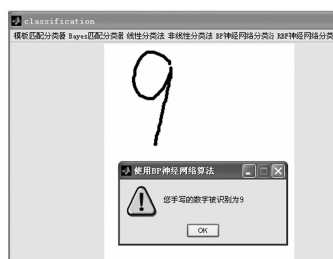 classification
模板匹配分类器 Bayes匹配分类器 线性分类法 非线性分类法 BP神经网络分类法 RBF神经网络分类
9
使用BP神经网络算法
您手写的数字被识别为9
OK